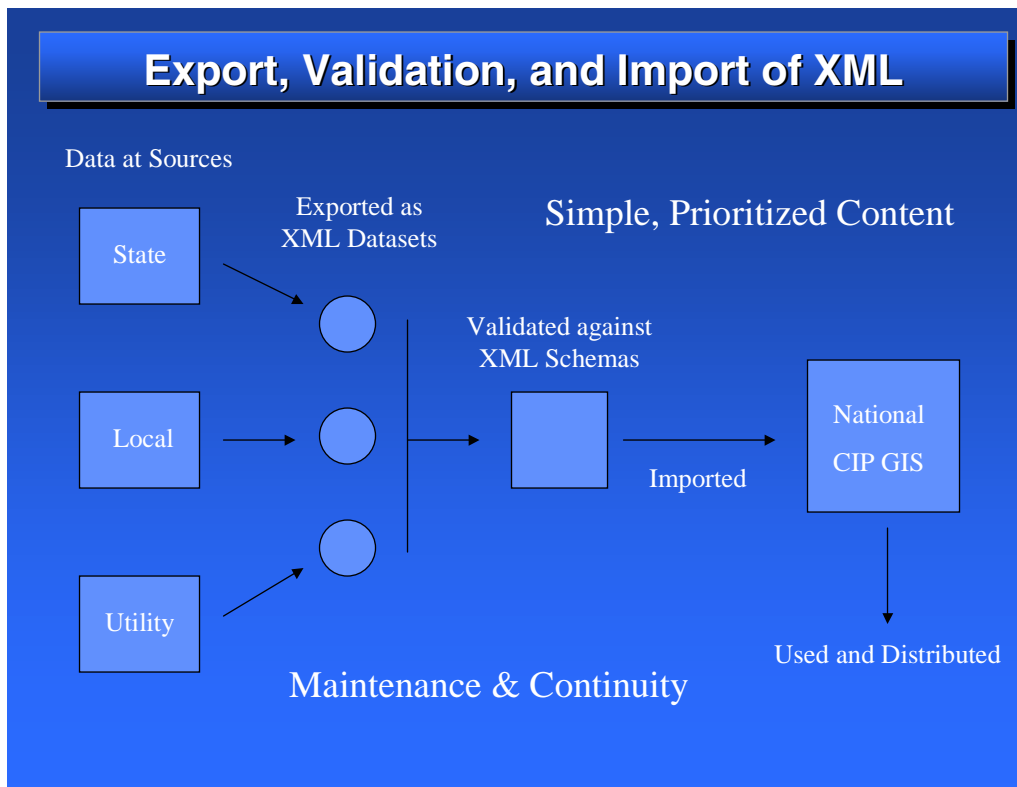 Export, Validation, and Import of XML
Data at Sources
State
Exported as
XML Datasets
Simple, Prioritized Content
Local
Validated against
XML Schemas
Imported
National
CIP GIS
Utility
Used and Distributed
Maintenance & Continuity